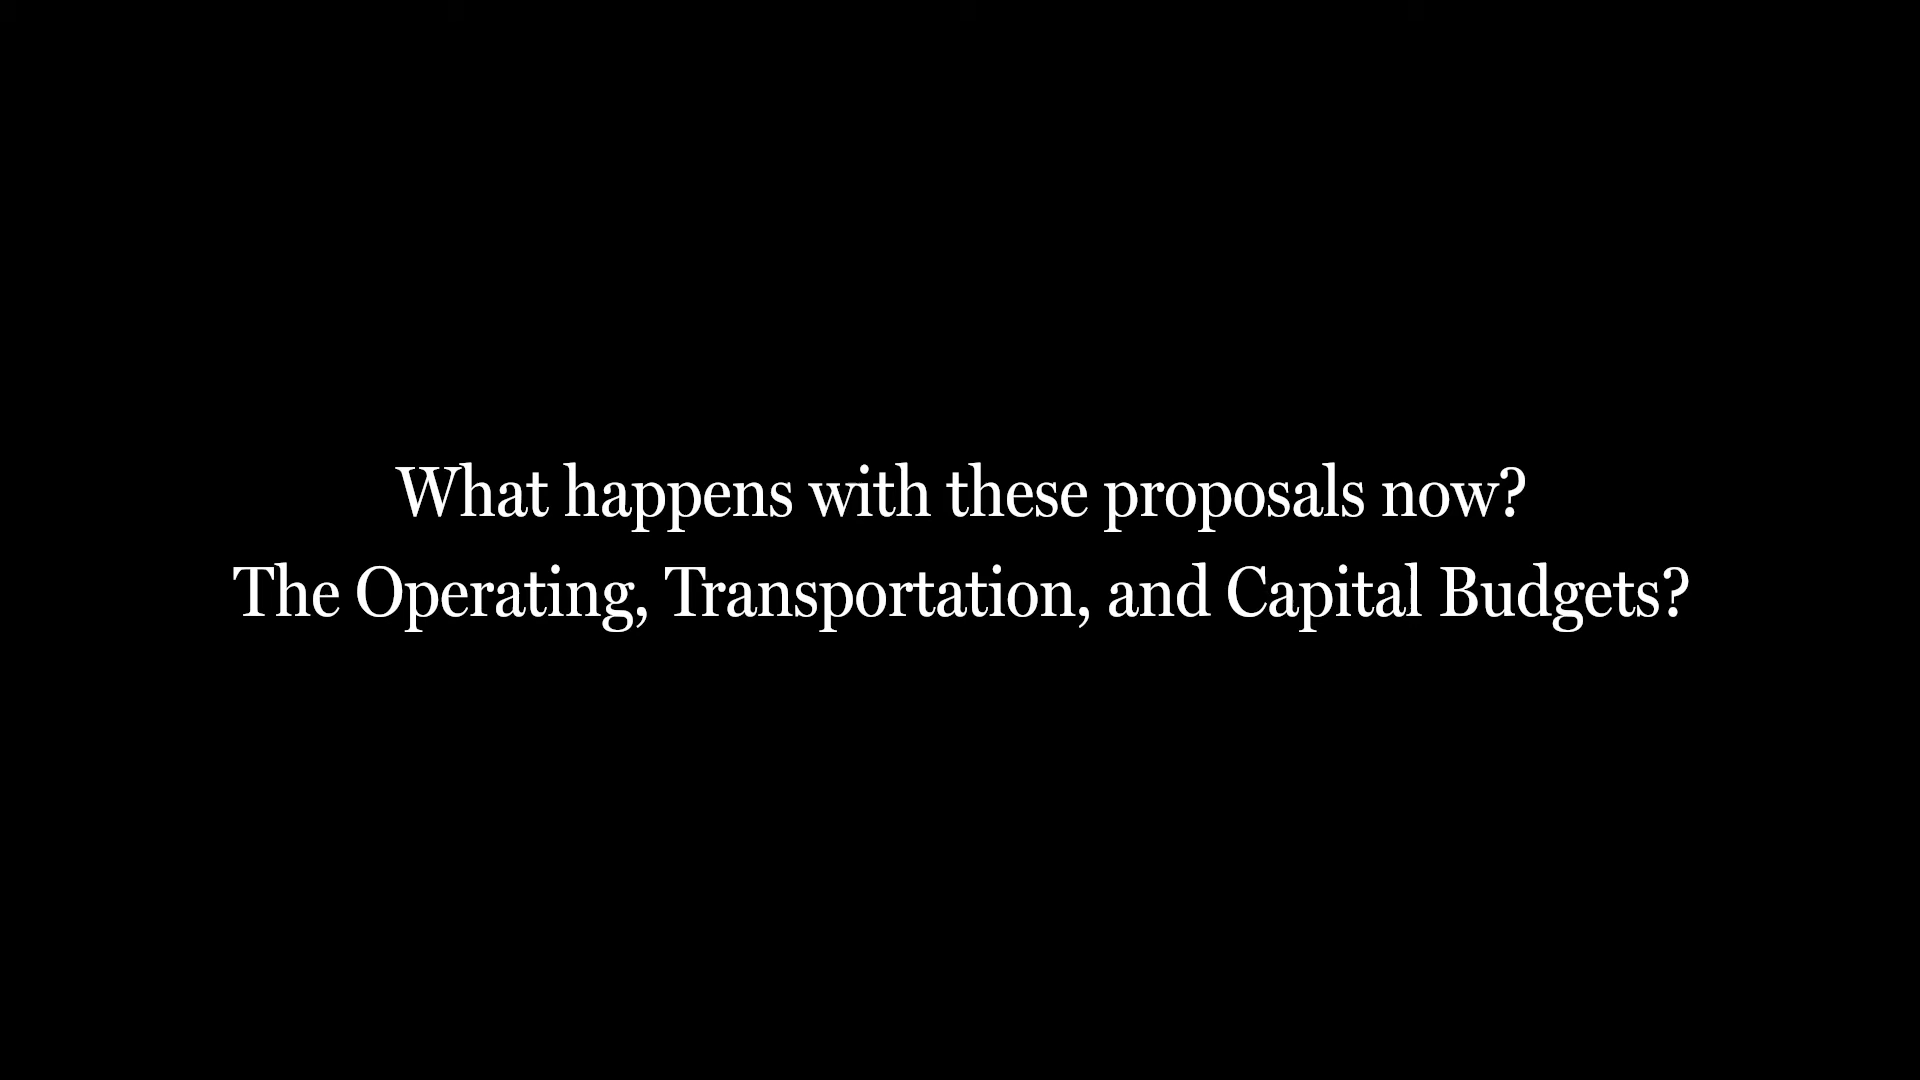 What happens with these proposals now?
The Operating, Transportation, and Capital Budgets?